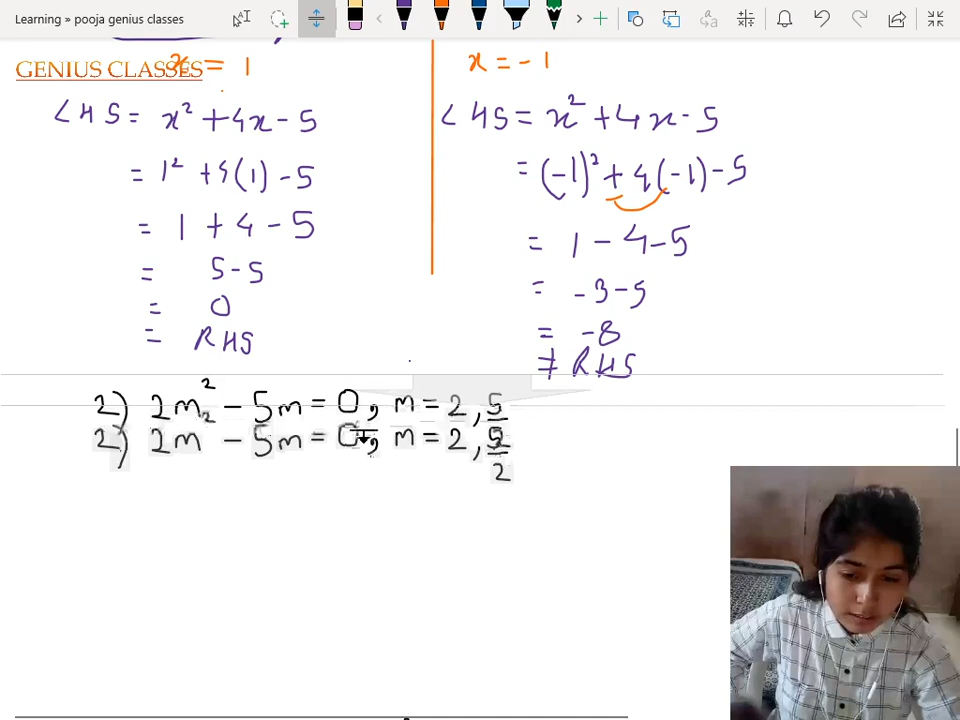 Learning » pooja genius classes
x = 1
GENIUS CLASSES
LHS = x² + 4x - 5
= 1² + 4(1) - 5
= 1 + 4 - 5
= 5 - 5
= 0
= RHS
x = - 1
LHS = x² + 4x - 5
= (-1)² + 4(-1) - 5
= 1 - 4 - 5
= -3 - 5
= -8
≠ RHS
2) 2m² - 5m = 0, m = 2, 5/2
2) 2m² - 5m = 0, m = 2, 5/2